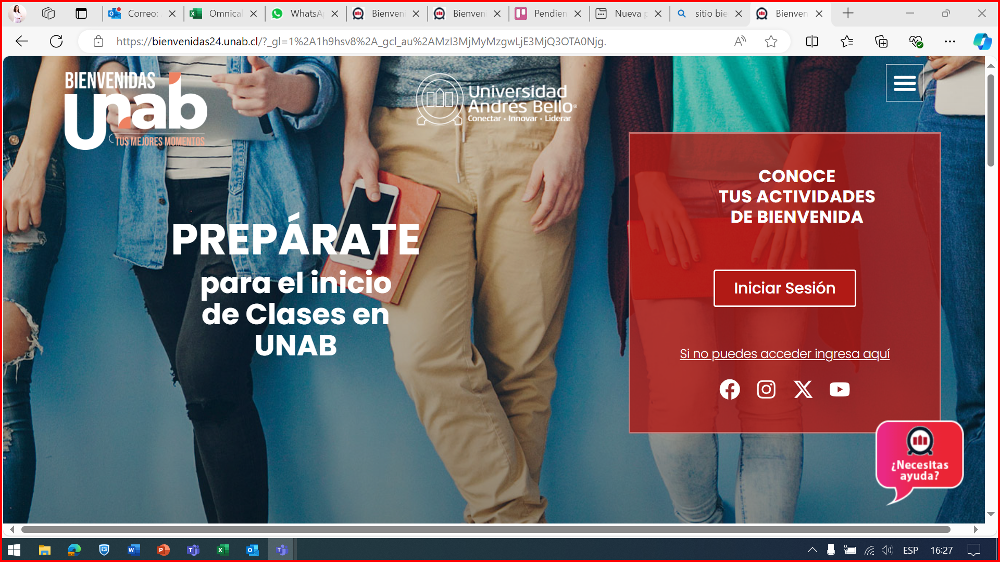 Correo:
Omnical
WhatsA
Bienveni
Bienven
Pendien
Nueva p
sitio bie
Bienven
https://bienvenidas24.unab.cl/?_gl=1%2A1h9hsv8%2A_gcl_au%2AMzI3MjMyMzgwLjE3MjQ3OTA0Njg.
BIENVENIDAS
unab
TUS MEJORES MOMENTOS
Universidad
Andrés Bello®
Conectar • Innovar • Liderar
PREPÁRATE
para el inicio
de Clases en
UNAB
CONOCE
TUS ACTIVIDADES
DE BIENVENIDA
Iniciar Sesión
Si no puedes acceder ingresa aquí
¿Necesitas
ayuda?
ESP
16:27